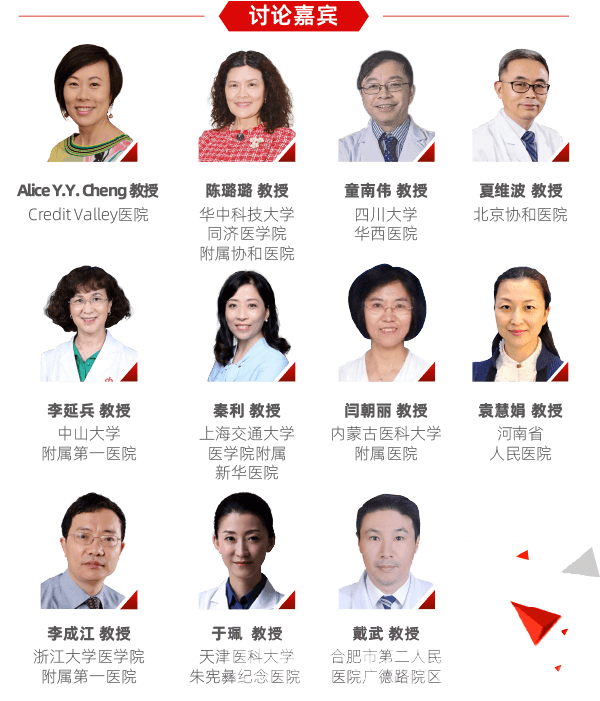 讨论嘉宾
Alice Y.Y. Cheng 教授
Credit Valley医院
陈璐璐 教授
华中科技大学
同济医学院
附属协和医院
童南伟 教授
四川大学
华西医院
夏维波 教授
北京协和医院
李延兵 教授
中山大学
附属第一医院
秦利 教授
上海交通大学
医学院附属
新华医院
闫朝丽 教授
内蒙古医科大学
附属医院
袁慧娟 教授
河南省
人民医院
李成江 教授
浙江大学医学院
附属第一医院
于珮 教授
天津医科大学
朱宪彝纪念医院
戴武 教授
合肥市第二人民
医院广德路院区